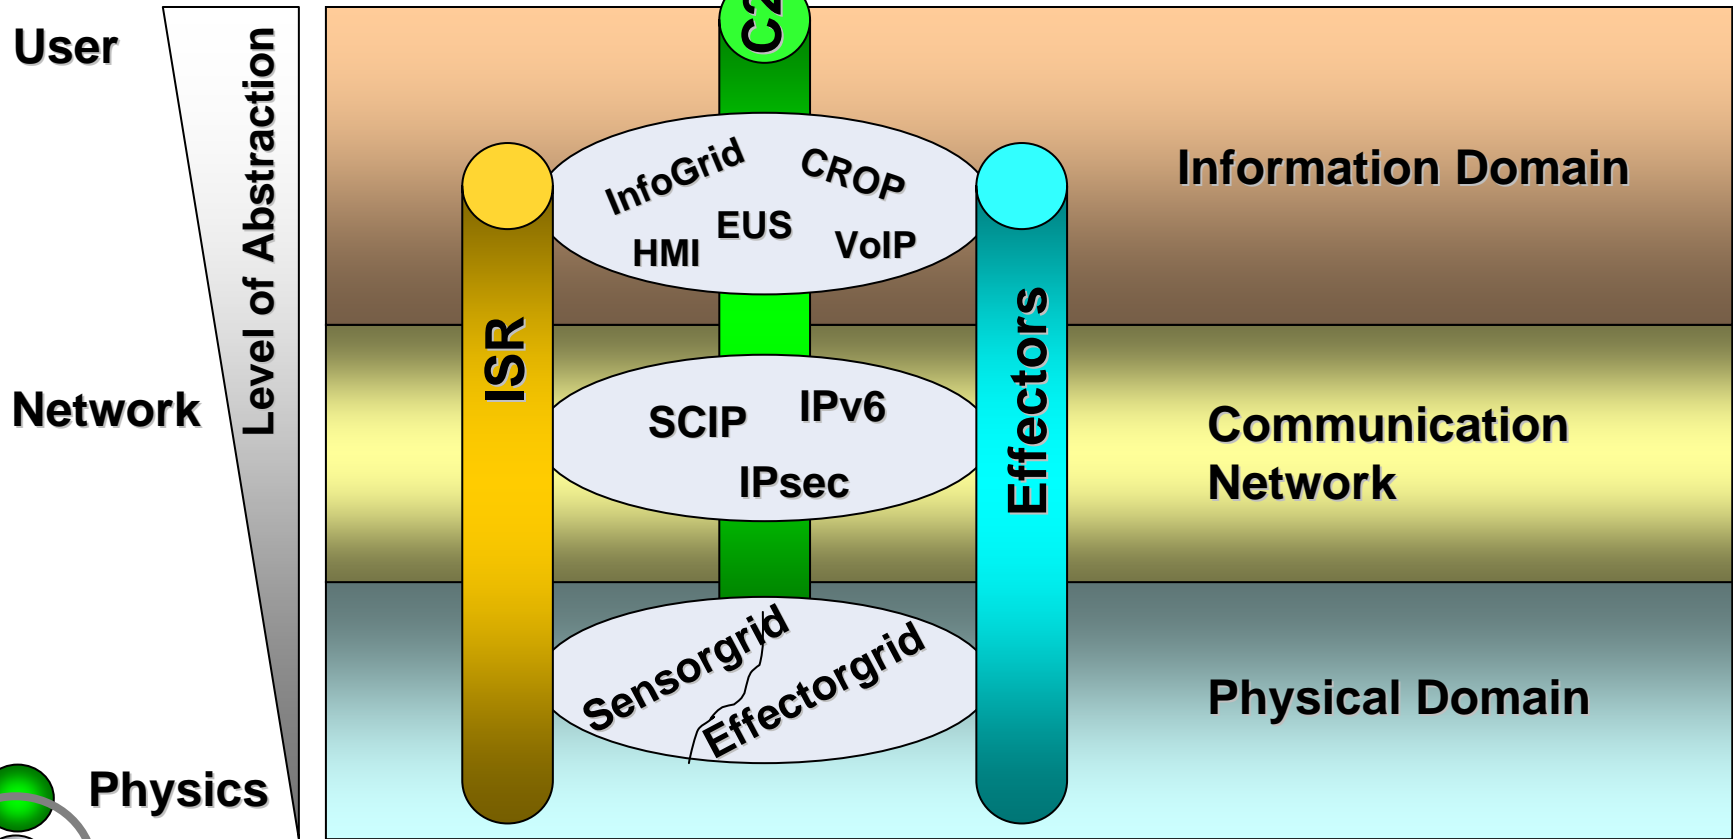 User
Level of Abstraction
Network
Physics
C2
ISR
Effectors
InfoGrid
CROP
EUS
HMI
VoIP
Information Domain
SCIP
IPv6
IPsec
Communication
Network
Sensorgrid
Effectorgrid
Physical Domain